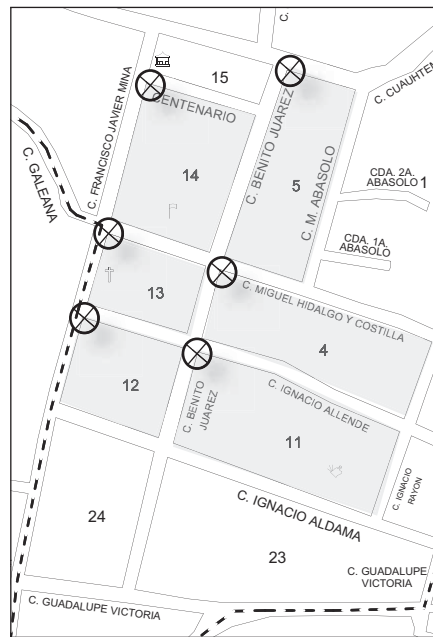 C.
15
C. CUAUHTEM
C. FRANCISCO JAVIER MINA
CENTENARIO
C. BENITO JUAREZ
C. M. ABASOLO
C. GALEANA
14
5
CDA. 2A.
ABASOLO
1
CDA. 1A.
ABASOLO
13
C. MIGUEL HIDALGO Y COSTILLA
4
12
C. BENITO
JUAREZ
C. IGNACIO ALLENDE
11
C. IGNACIO
RAYON
24
C. IGNACIO ALDAMA
23
C. GUADALUPE
VICTORIA
C. GUADALUPE VICTORIA